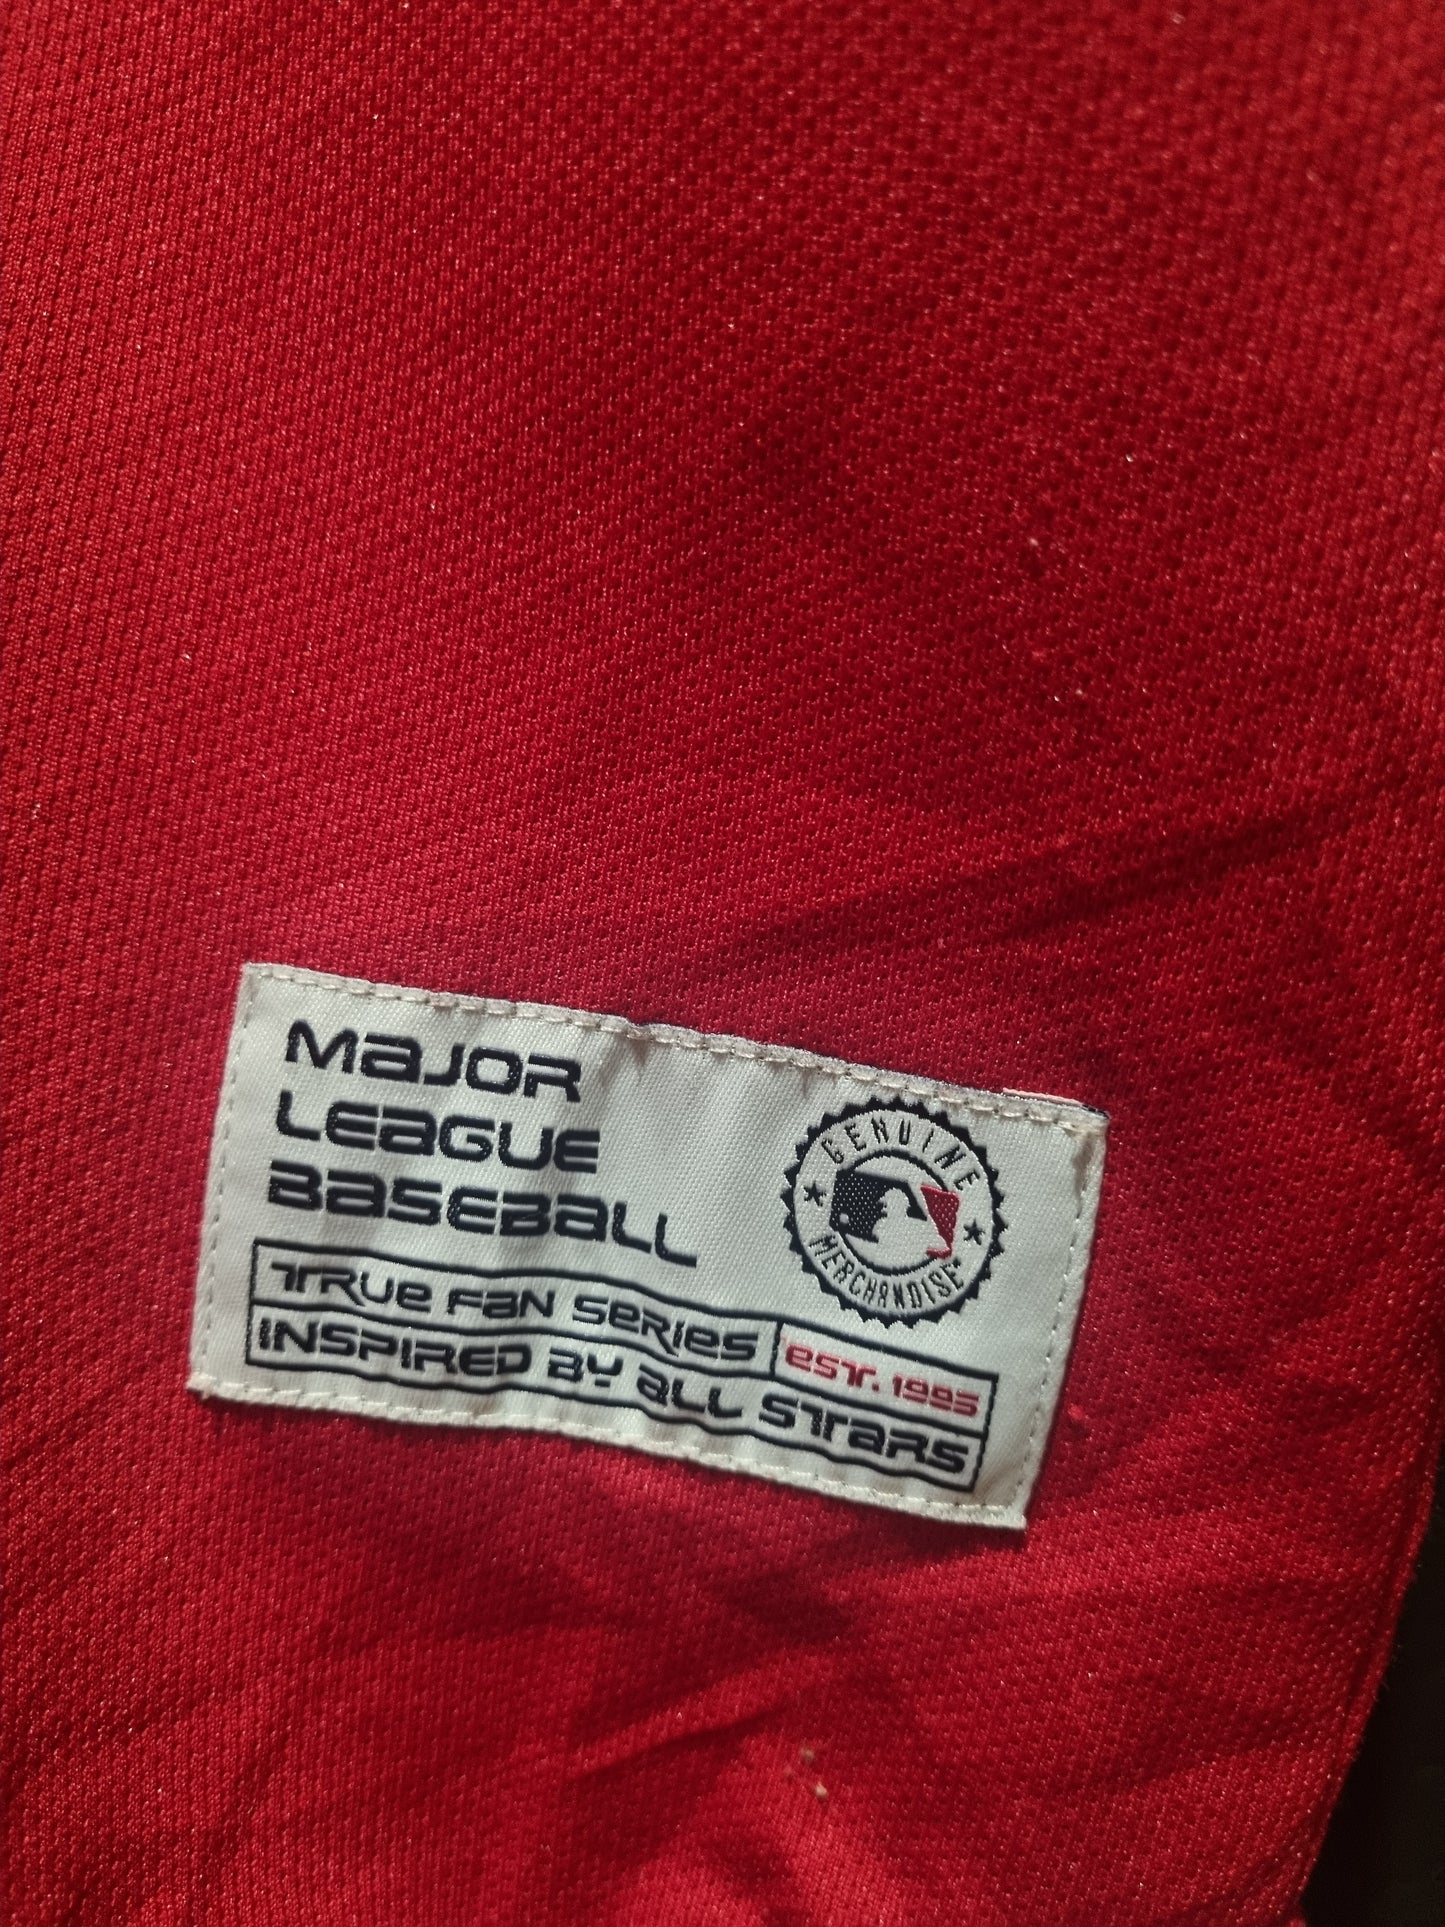 MaJOR
LEaGUE
BaSEBaLL
GENUINE
MERCHANDISE
TRUe FaN SerIES
EST. 1995
INSPIRED BY aLL STaRS